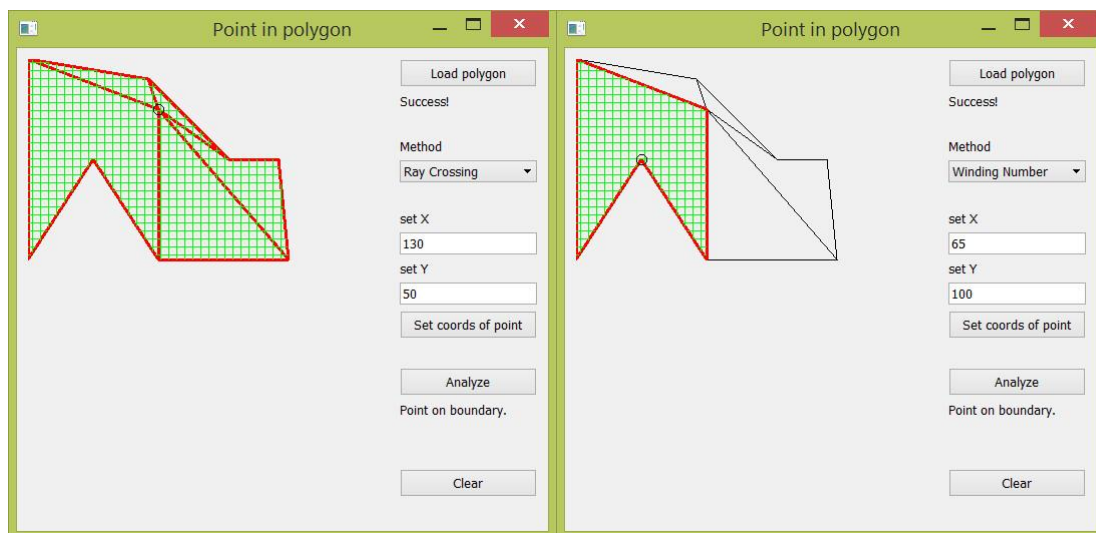 Point in polygon
Load polygon
Success!
Method
Ray Crossing
set X
130
set Y
50
Set coords of point
Analyze
Point on boundary.
Clear
Point in polygon
Load polygon
Success!
Method
Winding Number
set X
65
set Y
100
Set coords of point
Analyze
Point on boundary.
Clear